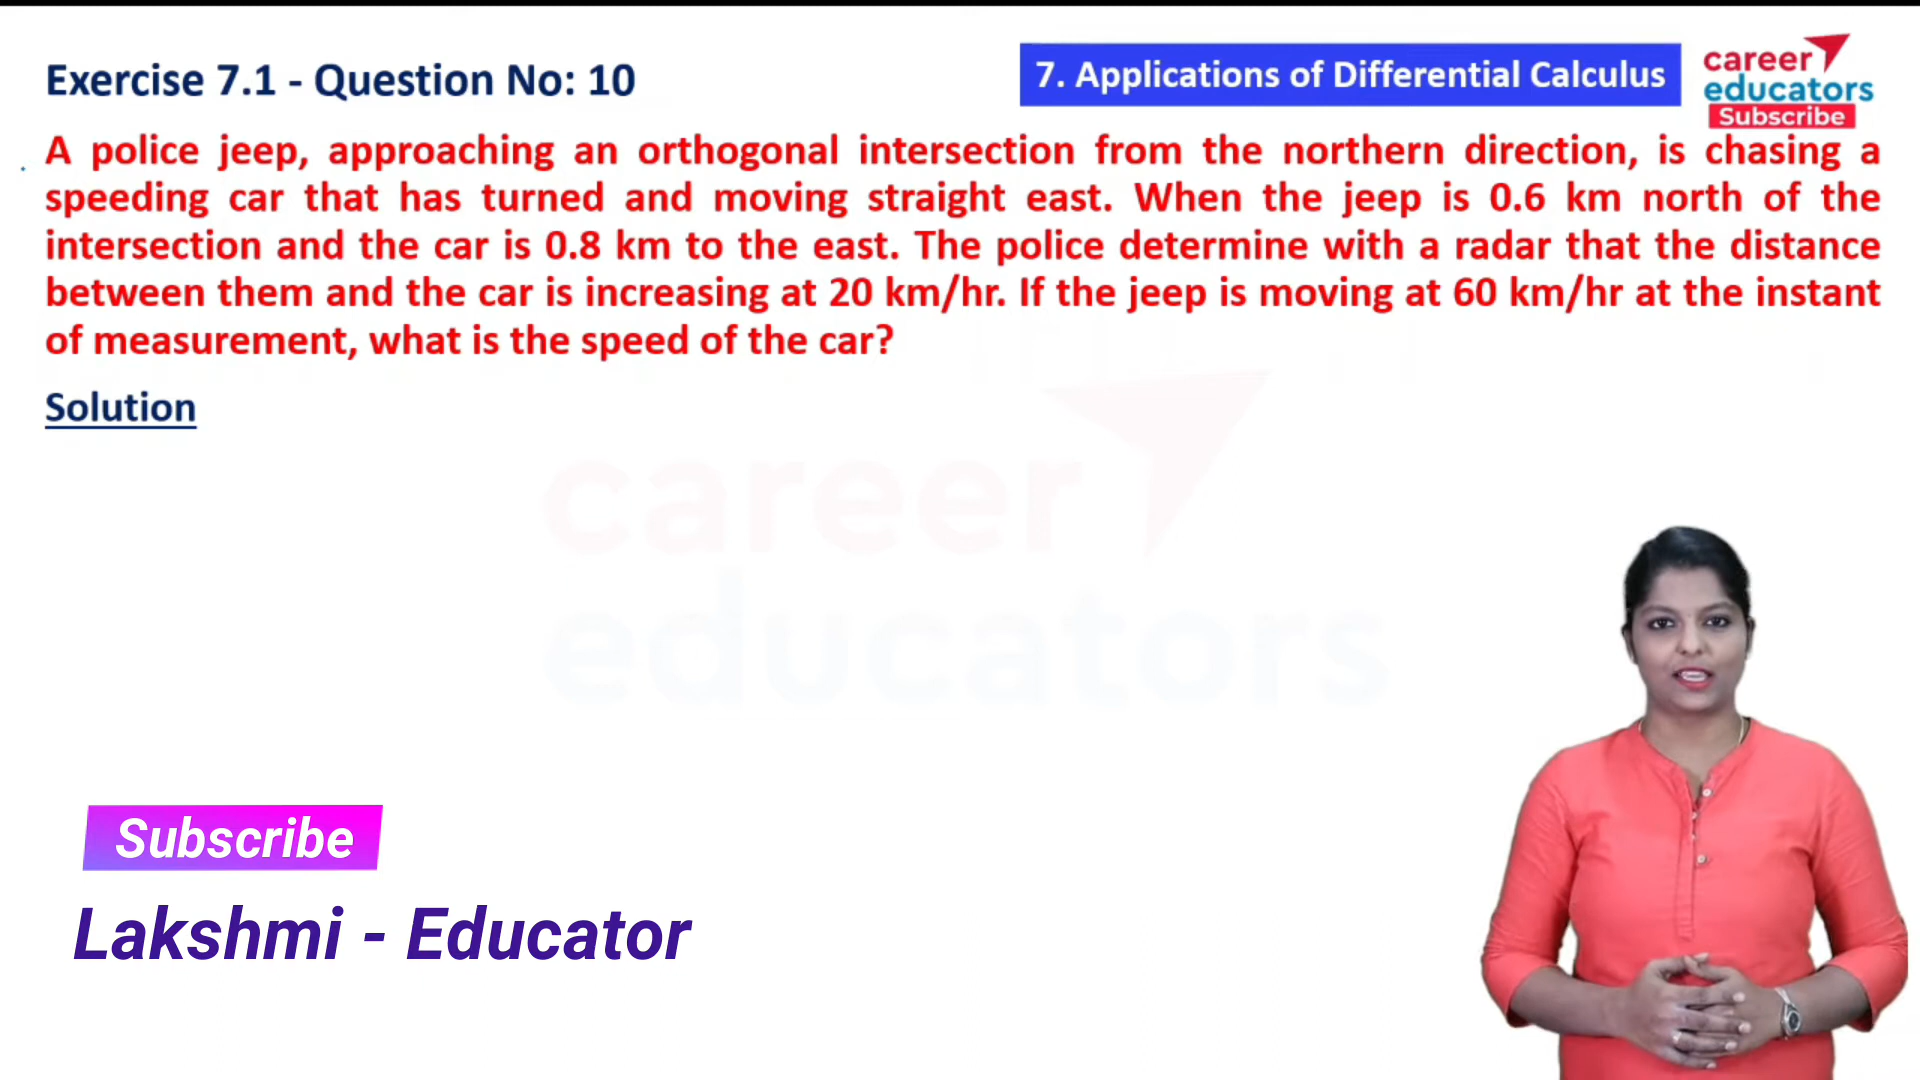 Exercise 7.1 - Question No: 10
7. Applications of Differential Calculus
career
educators
Subscribe
A police jeep, approaching an orthogonal intersection from the northern direction, is chasing a
speeding car that has turned and moving straight east. When the jeep is 0.6 km north of the
intersection and the car is 0.8 km to the east. The police determine with a radar that the distance
between them and the car is increasing at 20 km/hr. If the jeep is moving at 60 km/hr at the instant
of measurement, what is the speed of the car?
Solution
career
educators
Subscribe
Lakshmi - Educator